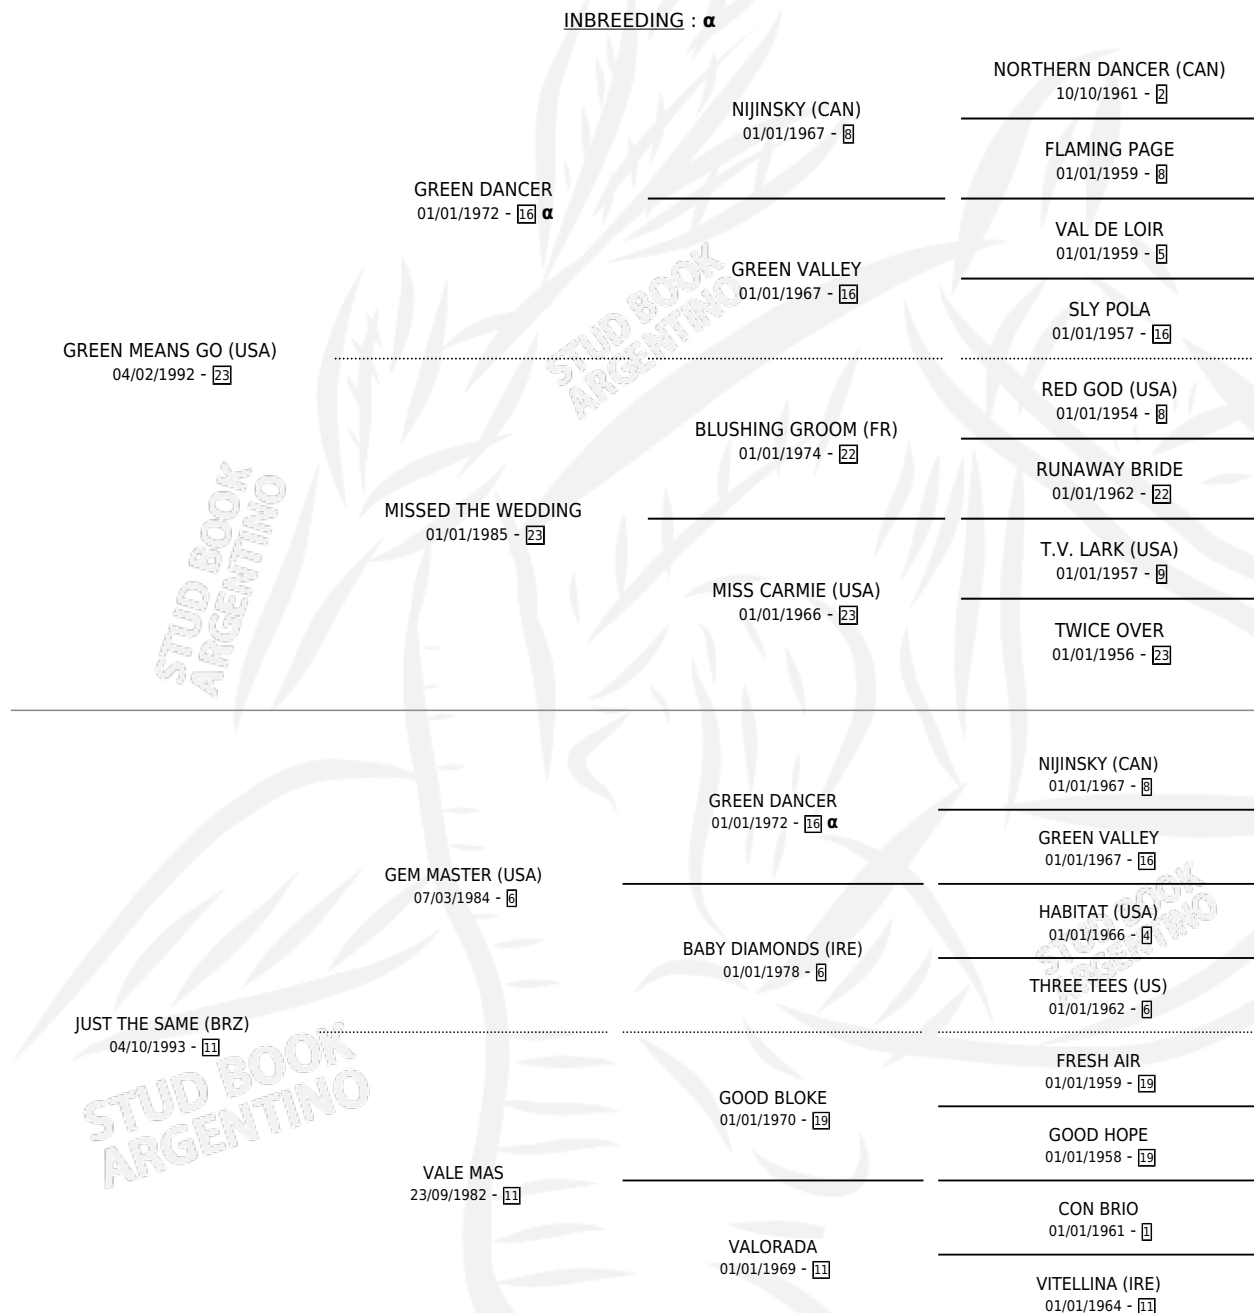 INBREEDING : α
NORTHERN DANCER (CAN)
10/10/1961 - 2
NIJINSKY (CAN)
01/01/1967 - 8
FLAMING PAGE
01/01/1959 - 8
GREEN DANCER
01/01/1972 - 16 α
VAL DE LOIR
01/01/1959 - 5
GREEN VALLEY
01/01/1967 - 16
SLY POLA
01/01/1957 - 16
GREEN MEANS GO (USA)
04/02/1992 - 23
RED GOD (USA)
01/01/1954 - 8
BLUSHING GROOM (FR)
01/01/1974 - 22
RUNAWAY BRIDE
01/01/1962 - 22
MISSED THE WEDDING
01/01/1985 - 23
T.V. LARK (USA)
01/01/1957 - 9
MISS CARMIE (USA)
01/01/1966 - 23
TWICE OVER
01/01/1956 - 23
NIJINSKY (CAN)
01/01/1967 - 8
GREEN DANCER
01/01/1972 - 16 α
GREEN VALLEY
01/01/1967 - 16
GEM MASTER (USA)
07/03/1984 - 6
HABITAT (USA)
01/01/1966 - 4
BABY DIAMONDS (IRE)
01/01/1978 - 6
THREE TEES (US)
01/01/1962 - 6
JUST THE SAME (BRZ)
04/10/1993 - 11
FRESH AIR
01/01/1959 - 19
GOOD BLOKE
01/01/1970 - 19
GOOD HOPE
01/01/1958 - 19
VALE MAS
23/09/1982 - 11
CON BRIO
01/01/1961 - 1
VALORADA
01/01/1969 - 11
VITELLINA (IRE)
01/01/1964 - 11
STUD BOOK
ARGENTINO
STUD BOOK
ARGENTINO
STUD BOOK
ARGENTINO
STUD BOOK
ARGENTINO